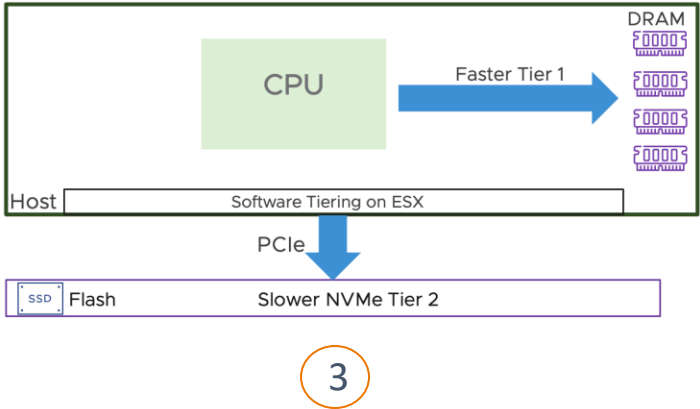 DRAM
CPU
Faster Tier 1
Host
Software Tiering on ESX
PCIe
SSD
Flash
Slower NVMe Tier 2
3